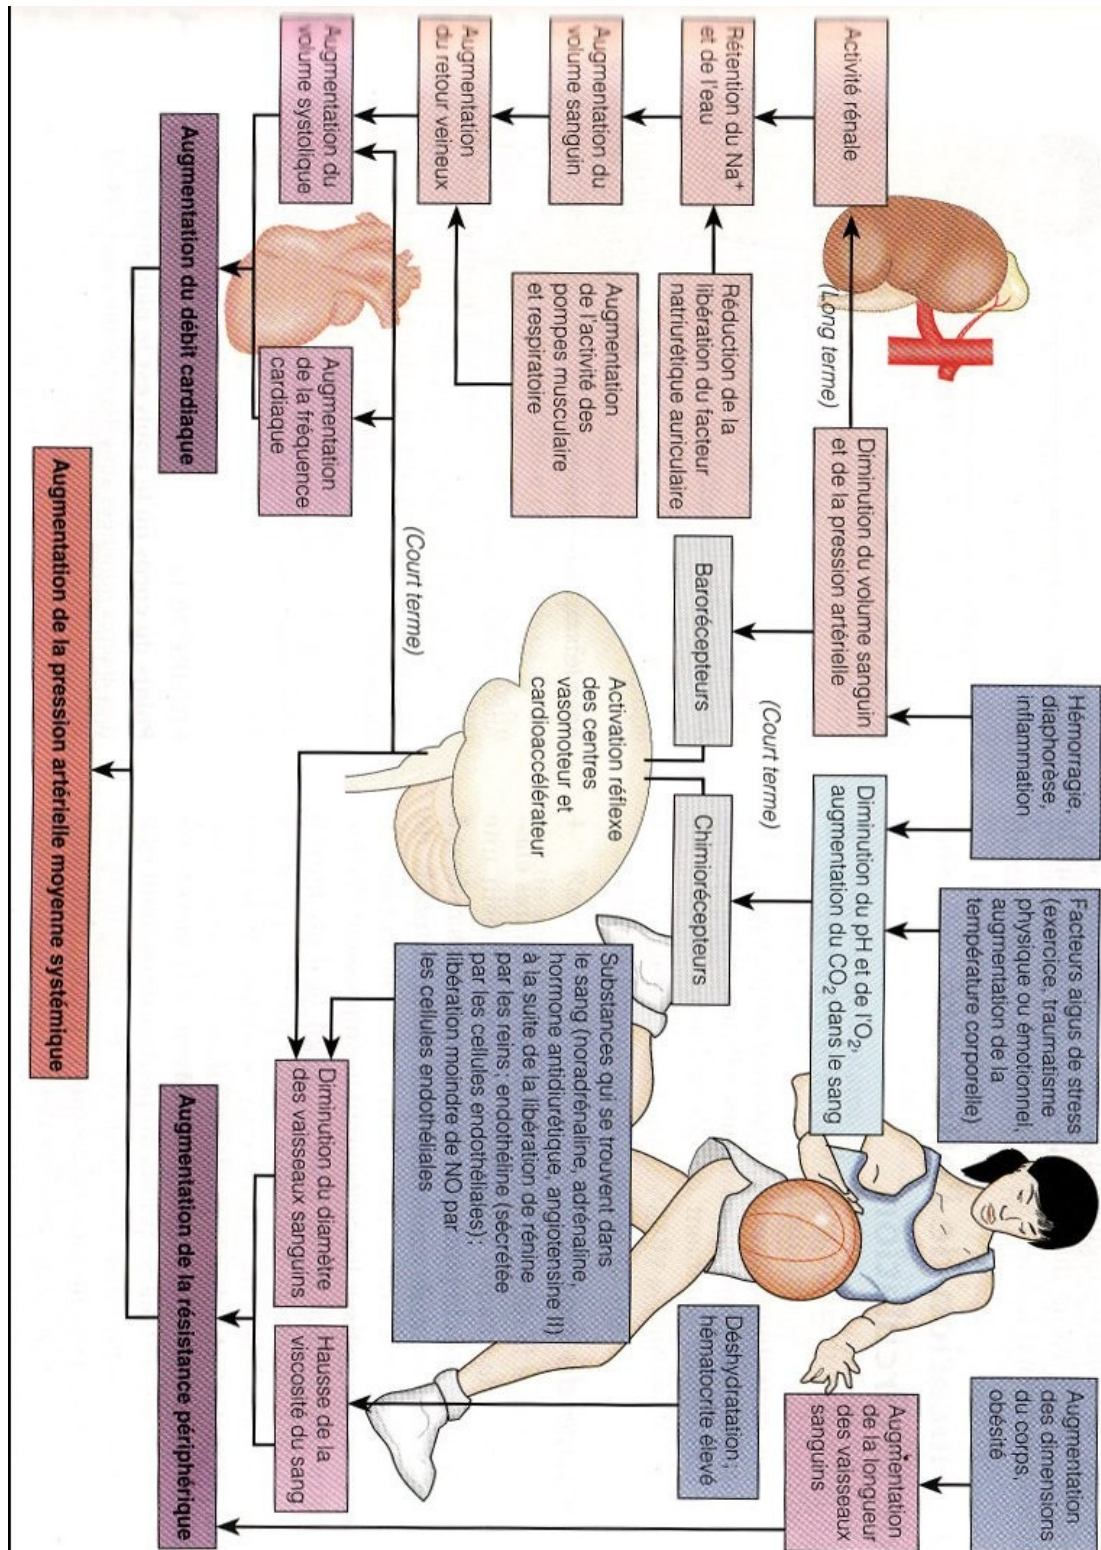 Hémorragie,
diaphorèse,
inflammation
Facteurs aigus de stress
(exercice, traumatisme
physique ou émotionnel,
augmentation de la
température corporelle)
Augmentation
des dimensions
du corps,
obésité
Activité rénale
(Long terme)
Diminution du volume sanguin
et de la pression artérielle
Diminution du pH et de l'O2,
augmentation du CO2 dans le sang
Augmentation
de la longueur
des vaisseaux
sanguins
Rétention du Na+
et de l'eau
Réduction de la
libération du facteur
natriurétique auriculaire
Barorécepteurs
(Court terme)
Chimiorécepteurs
Déshydratation;
hématocrite élevé
Augmentation du
volume sanguin
Augmentation
de l'activité des
pompes musculaire
et respiratoire
Activation réflexe
des centres
vasomoteur et
cardioaccélérateur
Substances qui se trouvent dans
le sang (noradrénaline, adrénaline,
hormone antidiurétique, angiotensine II)
à la suite de la libération de rénine
par les reins; endothéline (sécrétée
par les cellules endothéliales);
libération moindre de NO par
les cellules endothéliales
Augmentation
du retour veineux
(Court terme)
Augmentation du
volume systolique
Augmentation
de la fréquence
cardiaque
Diminution du diamètre
des vaisseaux sanguins
Hausse de la
viscosité du sang
Augmentation du débit cardiaque
Augmentation de la résistance périphérique
Augmentation de la pression artérielle moyenne systémique